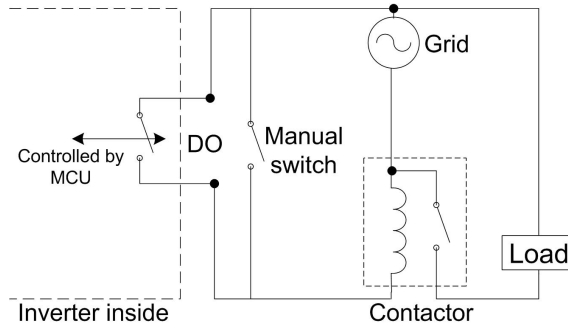 Grid
DO
Manual
switch
Controlled by
MCU
Load
Inverter inside
Contactor